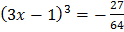 (3x − 1)³ = − 27/64